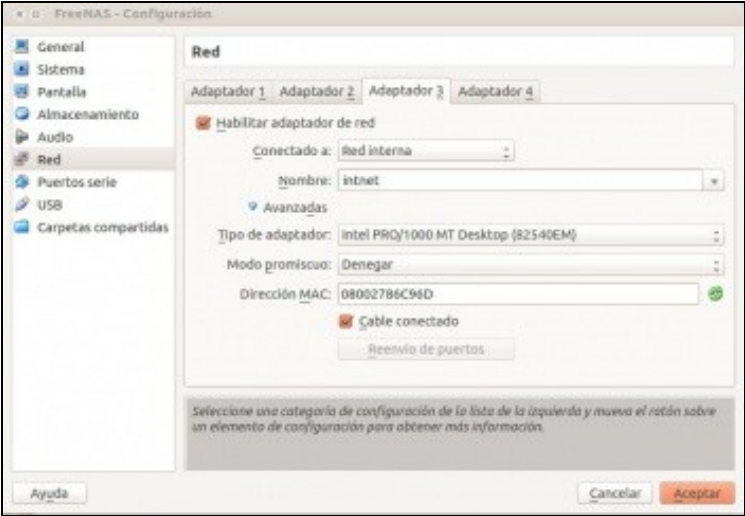 FreeNAS - Configuración
General
Sistema
Pantalla
Almacenamiento
Audio
Red
Puertos serie
USB
Carpetas compartidas
Red
Adaptador 1 Adaptador 2 Adaptador 3 Adaptador 4
Habilitar adaptador de red
Conectado a: Red interna
Nombre: intnet
Avanzadas
Tipo de adaptador: Intel PRO/1000 MT Desktop (82540EM)
Modo promiscuo: Denegar
Dirección MAC: 08002786C96D
Cable conectado
Reenvío de puertos
Seleccione una categoría de configuración de la lista de la izquierda y mueva el ratón sobre
un elemento de configuración para obtener más información.
Ayuda Cancelar Aceptar